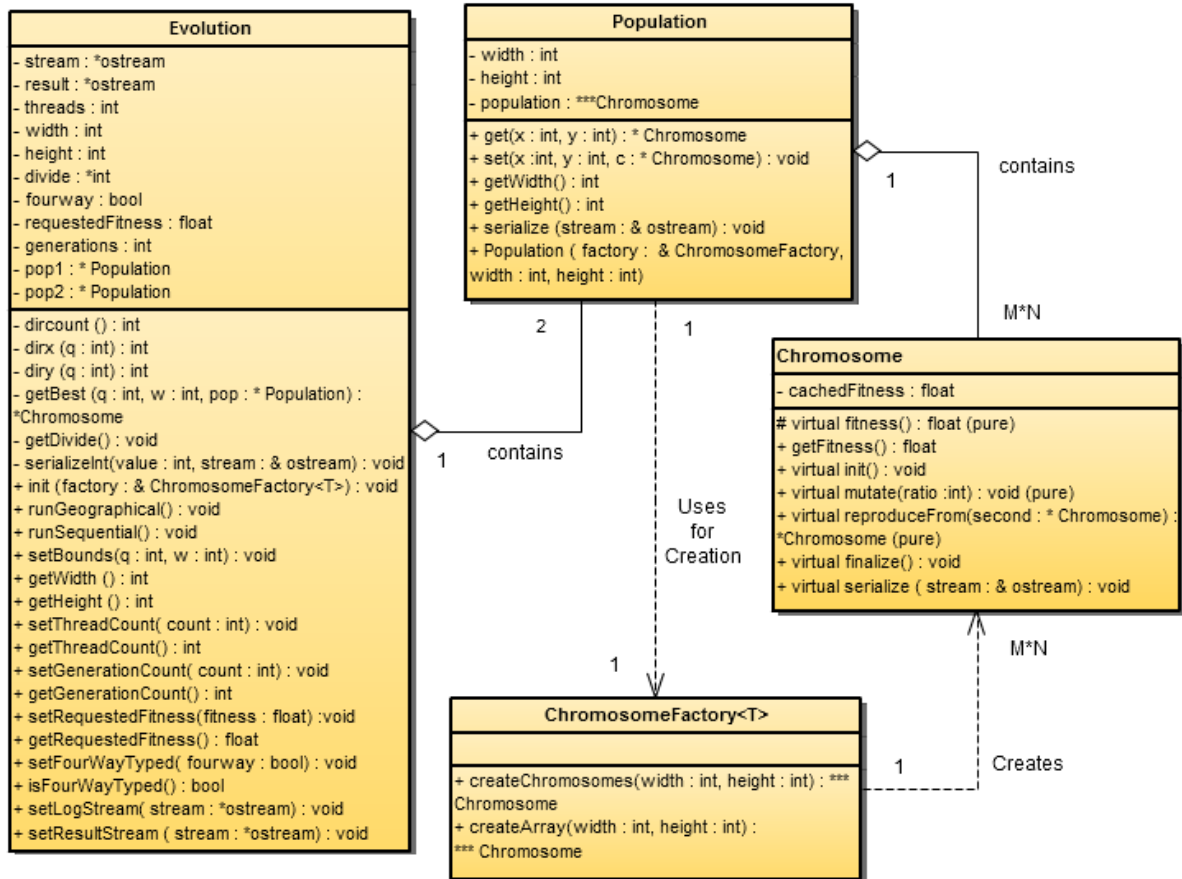 Evolution
- stream : *ostream
- result : *ostream
- threads : int
- width : int
- height : int
- divide : *int
- fourway : bool
- requestedFitness : float
- generations : int
- pop1 : * Population
- pop2 : * Population
- dircount () : int
- dirx (q : int) : int
- diry (q : int) : int
- getBest (q : int, w : int, pop : * Population) :
*Chromosome
- getDivide() : void
- serializeInt(value : int, stream : & ostream) : void
+ init (factory : & ChromosomeFactory<T>) : void
+ runGeographical() : void
+ runSequential() : void
+ setBounds(q : int, w : int) : void
+ getWidth () : int
+ getHeight () : int
+ setThreadCount( count : int) : void
+ getThreadCount() : int
+ setGenerationCount( count : int) : void
+ getGenerationCount() : int
+ setRequestedFitness(fitness : float) :void
+ getRequestedFitness() : float
+ setFourWayTyped( fourway : bool) : void
+ isFourWayTyped() : bool
+ setLogStream( stream : *ostream) : void
+ setResultStream ( stream : *ostream) : void
Population
- width : int
- height : int
- population : ***Chromosome
+ get(x : int, y : int) : * Chromosome
+ set(x :int, y : int, c : * Chromosome) : void
+ getWidth() : int
+ getHeight() : int
+ serialize (stream : & ostream) : void
+ Population ( factory : & ChromosomeFactory,
width : int, height : int)
1
contains
M*N
2
1
contains
1
Uses
for
Creation
1
Chromosome
- cachedFitness : float
# virtual fitness() : float (pure)
+ getFitness() : float
+ virtual init() : void
+ virtual mutate(ratio :int) : void (pure)
+ virtual reproduceFrom(second : * Chromosome) :
*Chromosome (pure)
+ virtual finalize() : void
+ virtual serialize ( stream : & ostream) : void
M*N
Creates
1
ChromosomeFactory<T>
+ createChromosomes(width : int, height : int) : ***
Chromosome
+ createArray(width : int, height : int) :
*** Chromosome